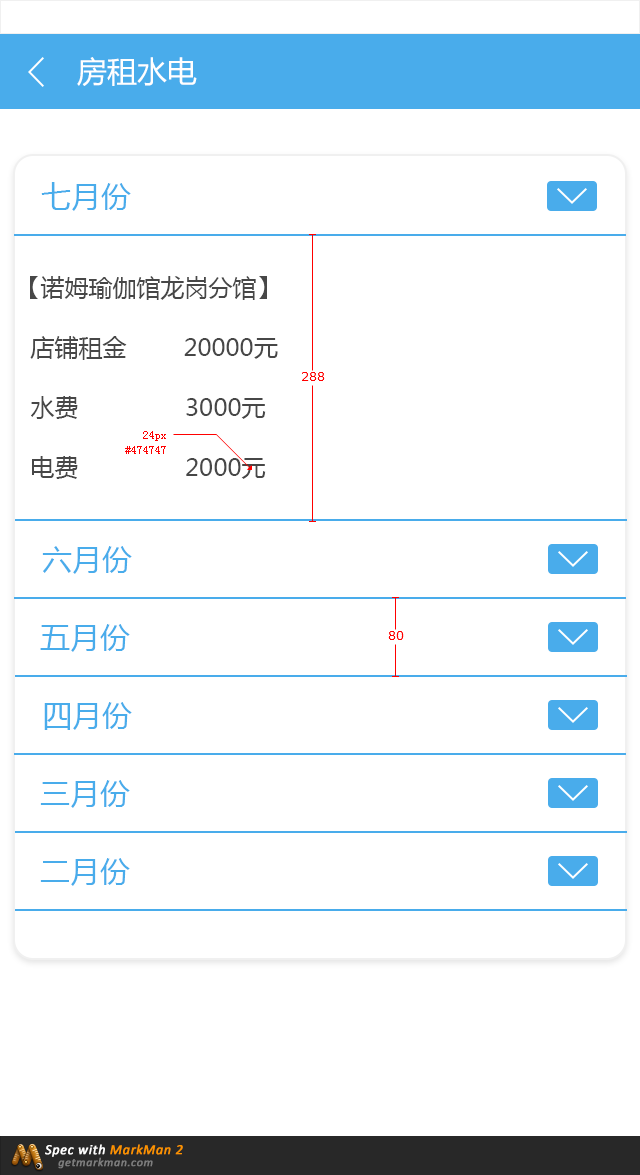 房租水电
七月份
【诺姆瑜伽馆龙岗分馆】
店铺租金 20000元
288
水费 3000元
24px
#474747
电费 2000元
六月份
五月份
80
四月份
三月份
二月份
Spec with MarkMan 2
getmarkman.com